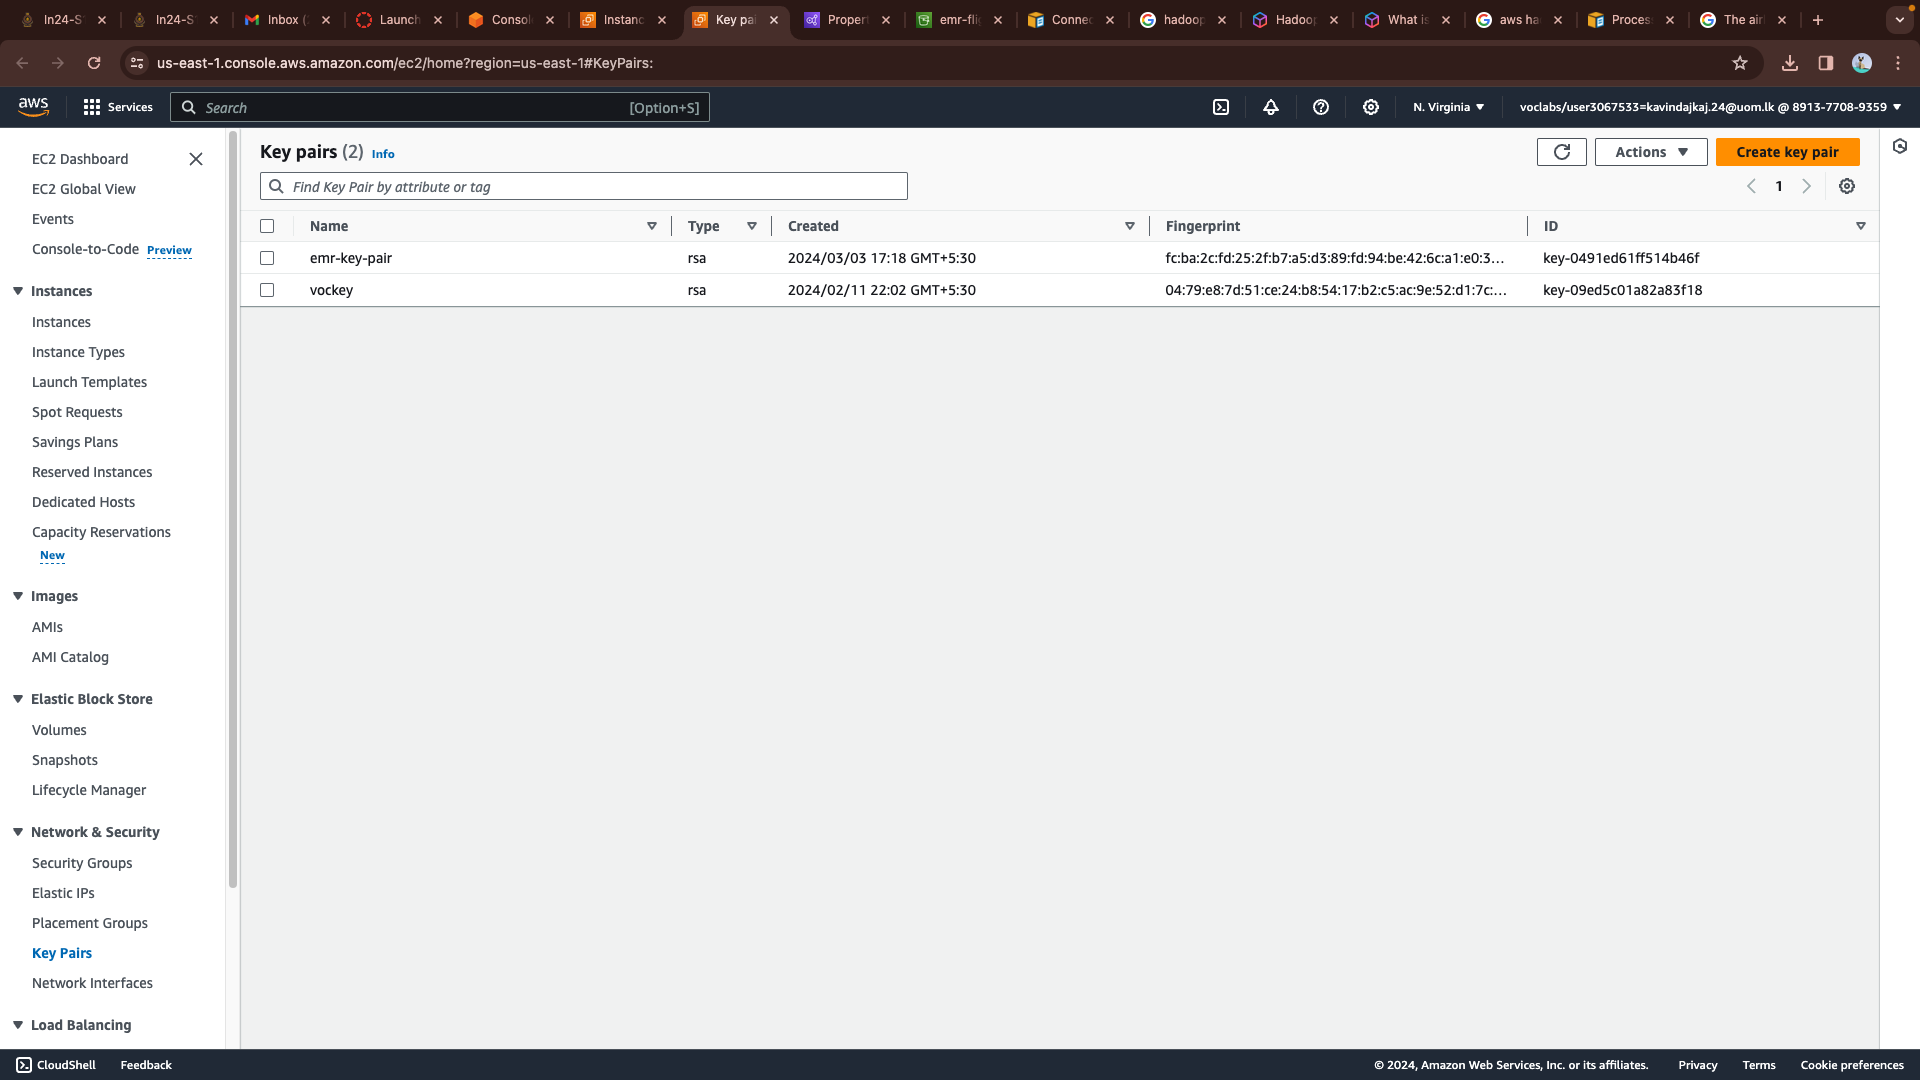 In24-S
In24-S
Inbox (
Launch
Consol
Instanc
Key pai
Propert
emr-flig
Connec
hadoop
Hadoop
What is
aws ha
Proces
The air
us-east-1.console.aws.amazon.com/ec2/home?region=us-east-1#KeyPairs:
aws
Services
Search
[Option+S]
N. Virginia
voclabs/user3067533=kavindajkaj.24@uom.lk @ 8913-7708-9359
EC2 Dashboard
EC2 Global View
Events
Console-to-Code Preview
Instances
Instances
Instance Types
Launch Templates
Spot Requests
Savings Plans
Reserved Instances
Dedicated Hosts
Capacity Reservations
New
Images
AMIs
AMI Catalog
Elastic Block Store
Volumes
Snapshots
Lifecycle Manager
Network & Security
Security Groups
Elastic IPs
Placement Groups
Key Pairs
Network Interfaces
Load Balancing
Key pairs (2) Info
Actions
Create key pair
Find Key Pair by attribute or tag
1
Name Type Created Fingerprint ID
emr-key-pair rsa 2024/03/03 17:18 GMT+5:30 fc:ba:2c:fd:25:2f:b7:a5:d3:89:fd:94:be:42:6c:a1:e0:3... key-0491ed61ff514b46f
vockey rsa 2024/02/11 22:02 GMT+5:30 04:79:e8:7d:51:ce:24:b8:54:17:b2:c5:ac:9e:52:d1:7c:... key-09ed5c01a82a83f18
CloudShell
Feedback
© 2024, Amazon Web Services, Inc. or its affiliates.
Privacy
Terms
Cookie preferences